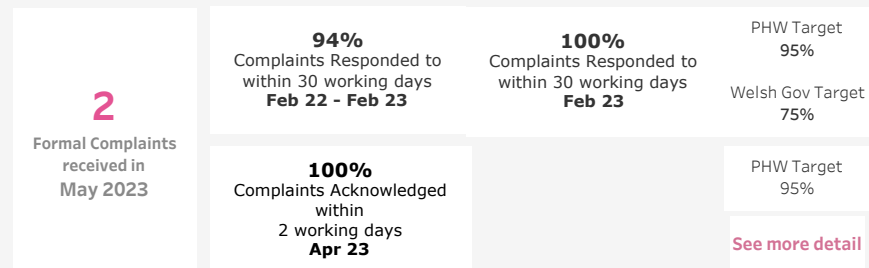 2
Formal Complaints
received in
May 2023
94%
Complaints Responded to
within 30 working days
Feb 22 - Feb 23
100%
Complaints Responded to
within 30 working days
Feb 23
PHW Target
95%
Welsh Gov Target
75%
100%
Complaints Acknowledged
within
2 working days
Apr 23
PHW Target
95%
See more detail